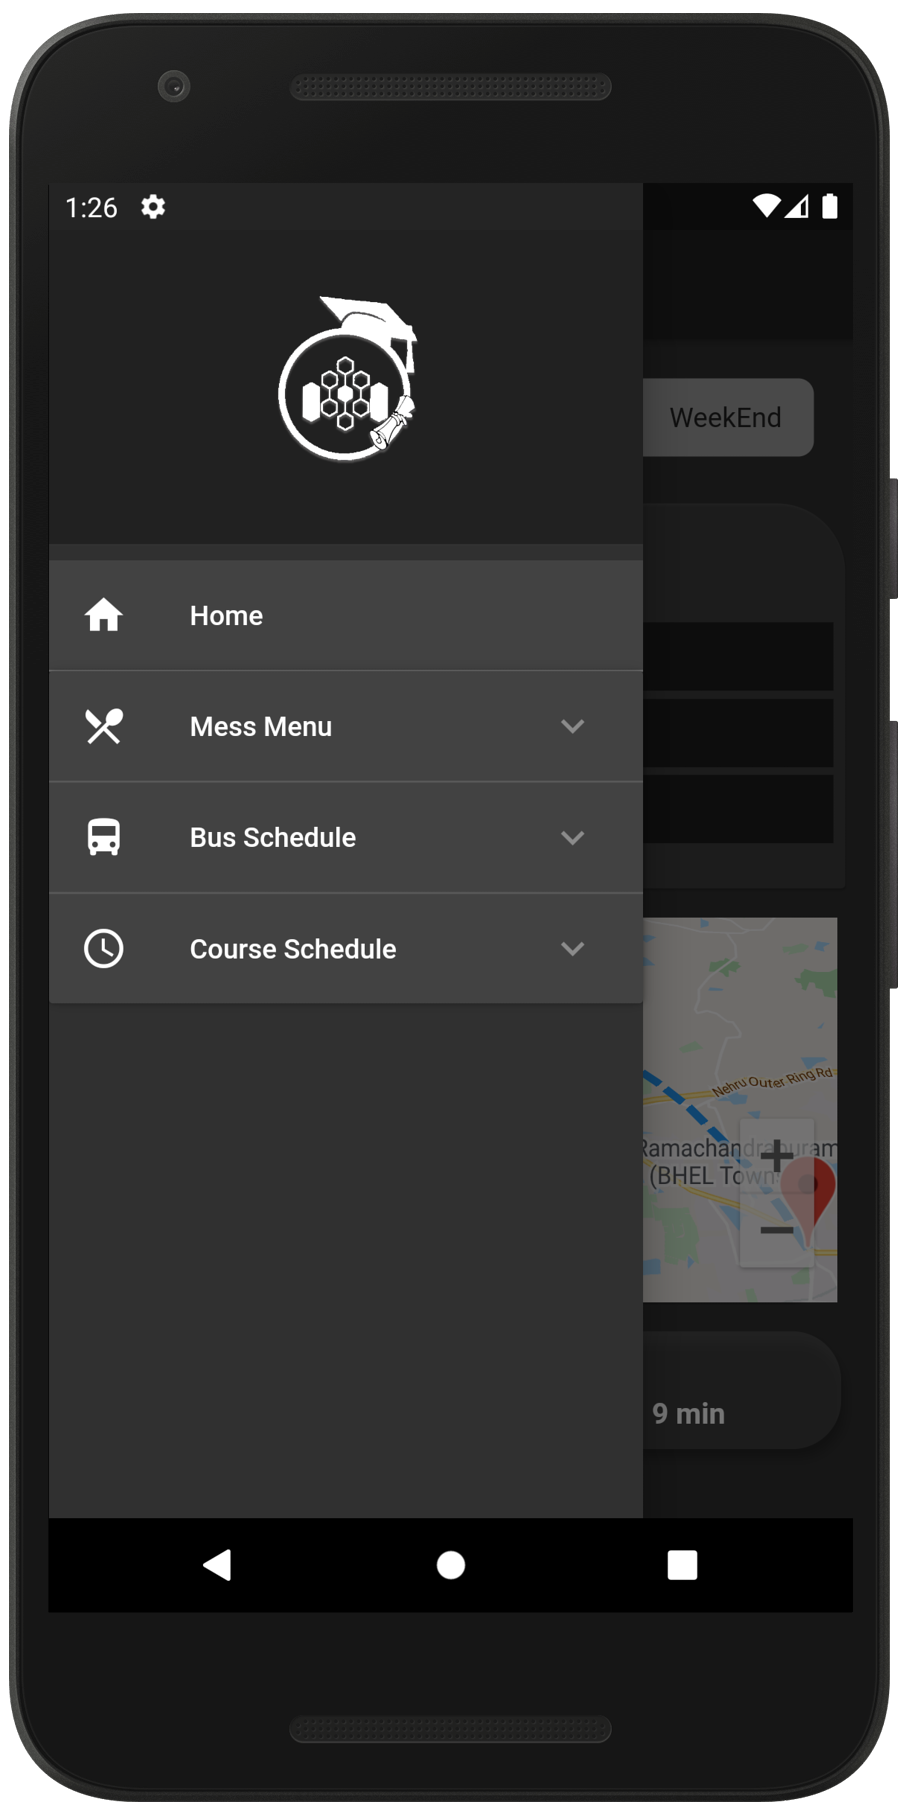 1:26
WeekEnd
Home
Mess Menu
Bus Schedule
Course Schedule
Nehru Outer Ring Rd
Ramachandrapuram
(BHEL Town
9 min